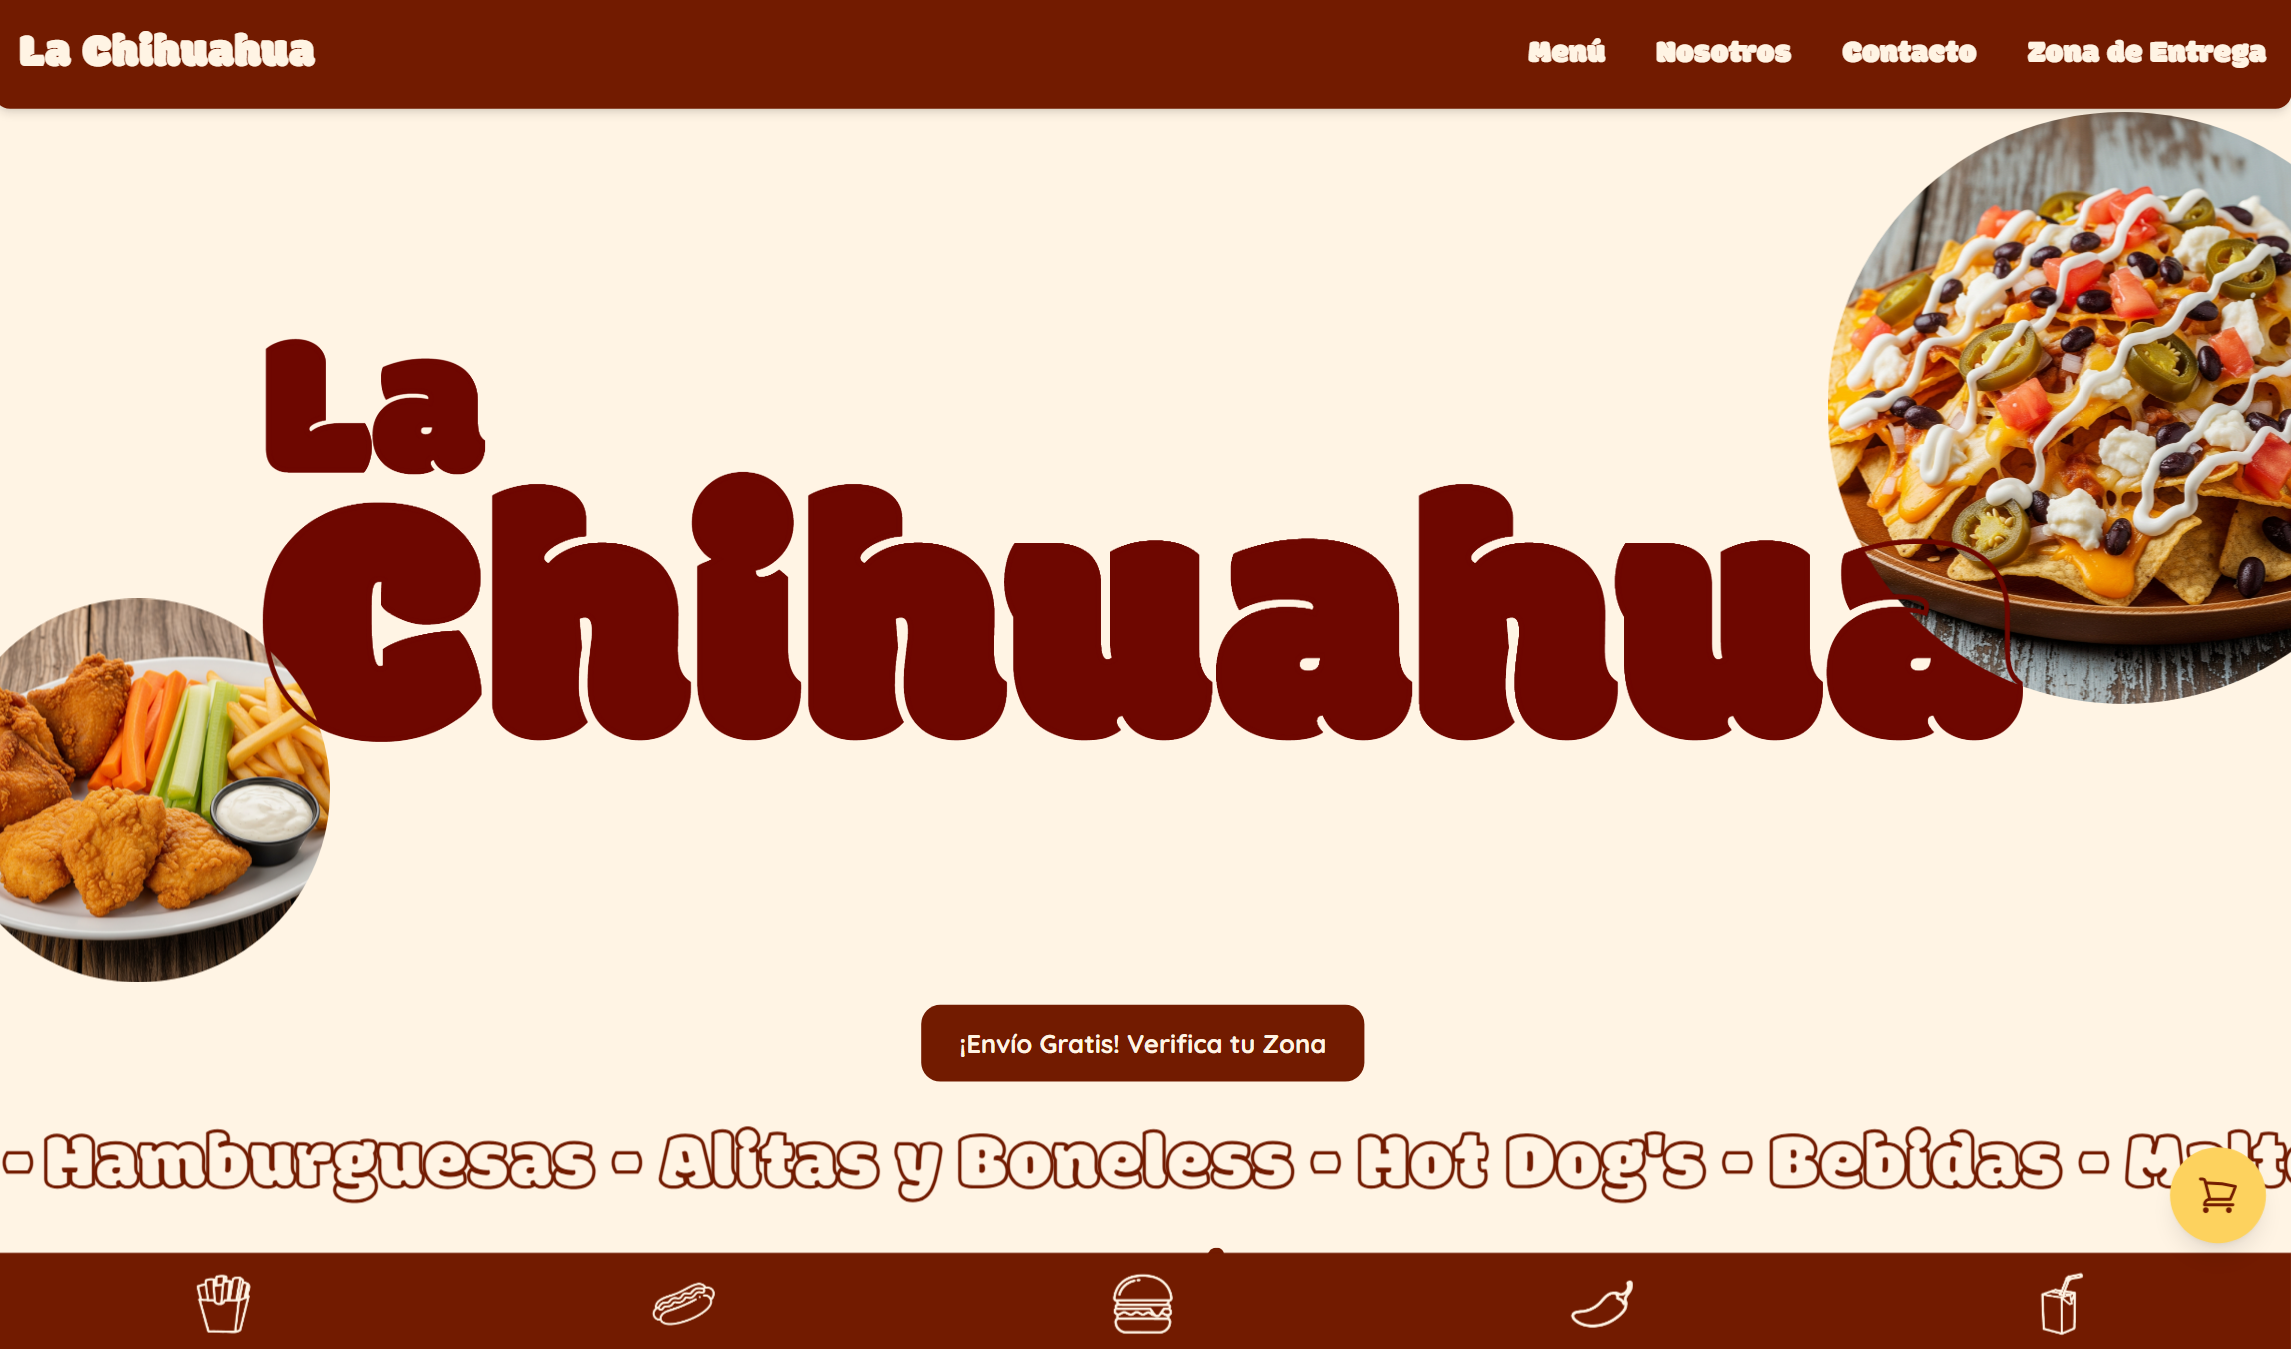 La Chihuahua
Menú Nosotros Contacto Zona de Entrega
La
Chihuahua
¡Envío Gratis! Verifica tu Zona
- Hamburguesas - Alitas y Boneless - Hot Dog's - Bebidas -